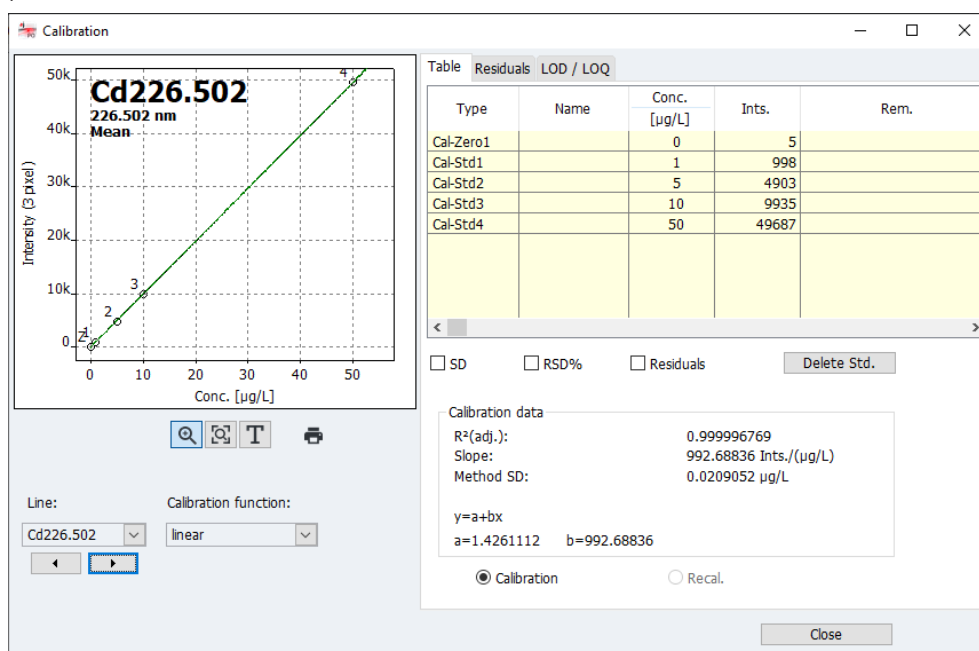 Calibration
50k
40k
30k
20k
10k
0
Intensity (3 pixel)
Cd226.502
226.502 nm
Mean
Z
1
2
3
4
0 10 20 30 40 50
Conc. [µg/L]
Line: Calibration function:
Cd226.502 linear
Table Residuals LOD / LOQ
Type Name Conc. [µg/L] Ints. Rem.
Cal-Zero1 0 5
Cal-Std1 1 998
Cal-Std2 5 4903
Cal-Std3 10 9935
Cal-Std4 50 49687
SD RSD% Residuals Delete Std.
Calibration data
R²(adj.): 0.999996769
Slope: 992.68836 Ints./(µg/L)
Method SD: 0.0209052 µg/L
y=a+bx
a=1.4261112 b=992.68836
Calibration Recal.
Close